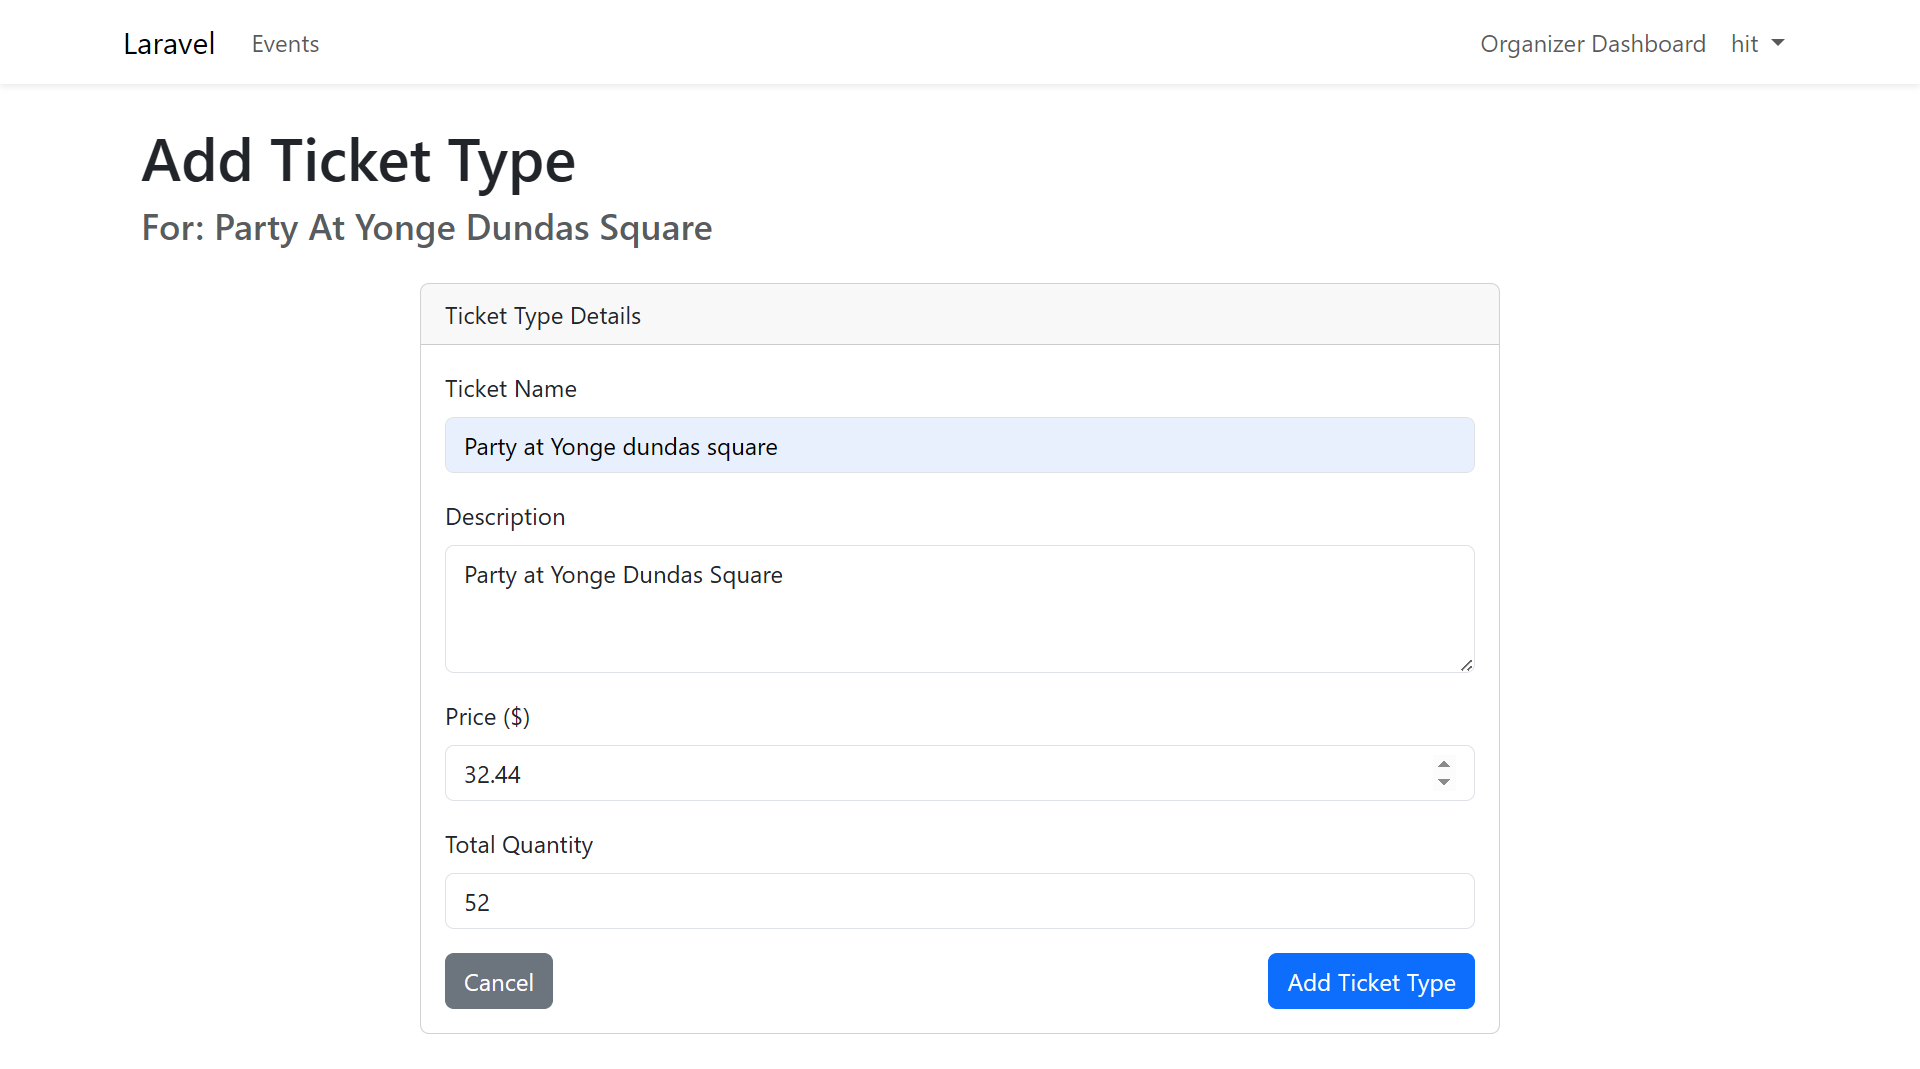 Laravel Events Organizer Dashboard hit
Add Ticket Type
For: Party At Yonge Dundas Square
Ticket Type Details
Ticket Name
Party at Yonge dundas square
Description
Party at Yonge Dundas Square
Price ($)
32.44
Total Quantity
52
Cancel Add Ticket Type